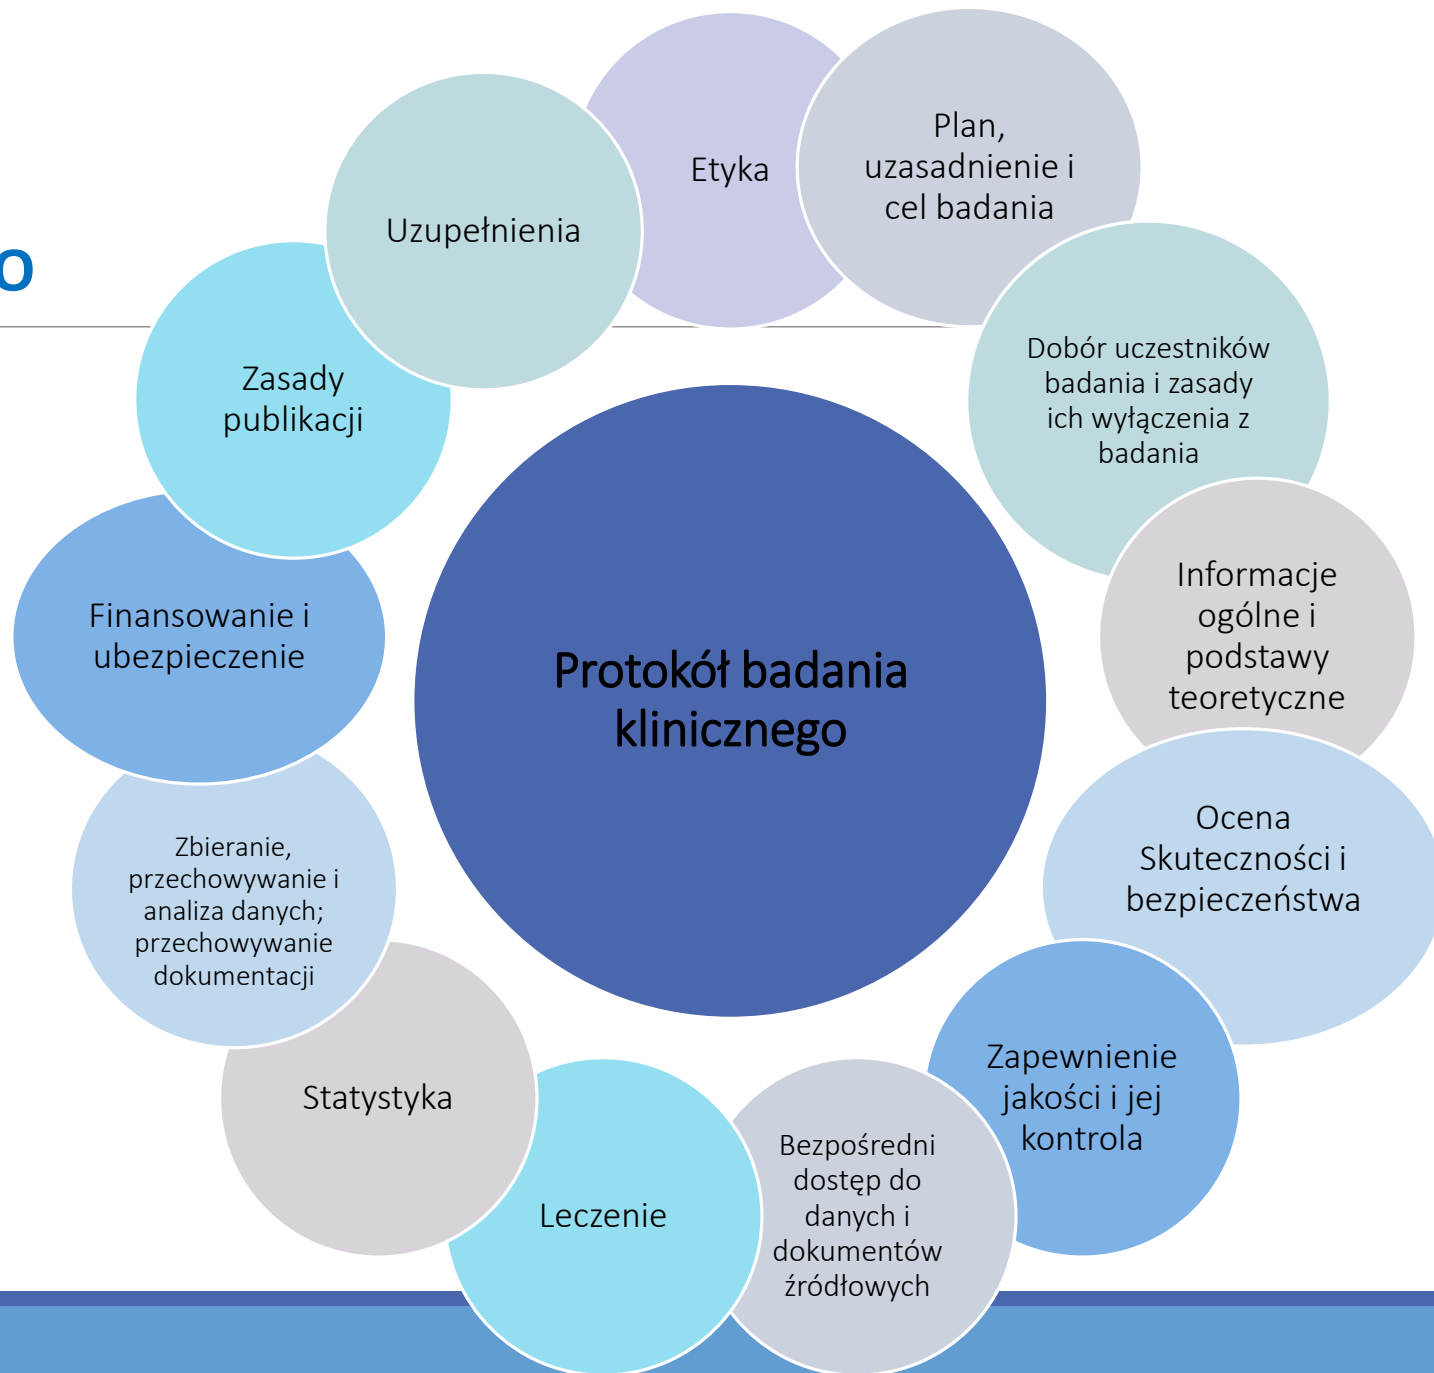 Etyka
Plan,
uzasadnienie i
cel badania
Dobór uczestników
badania i zasady
ich wyłączenia z
badania
Informacje
ogólne i
podstawy
teoretyczne
Ocena
Skuteczności i
bezpieczeństwa
Zapewnienie
jakości i jej
kontrola
Bezpośredni
dostęp do
danych i
dokumentów
źródłowych
Leczenie
Statystyka
Zbieranie,
przechowywanie i
analiza danych;
przechowywanie
dokumentacji
Finansowanie i
ubezpieczenie
Zasady
publikacji
Uzupełnienia
Protokół badania
klinicznego